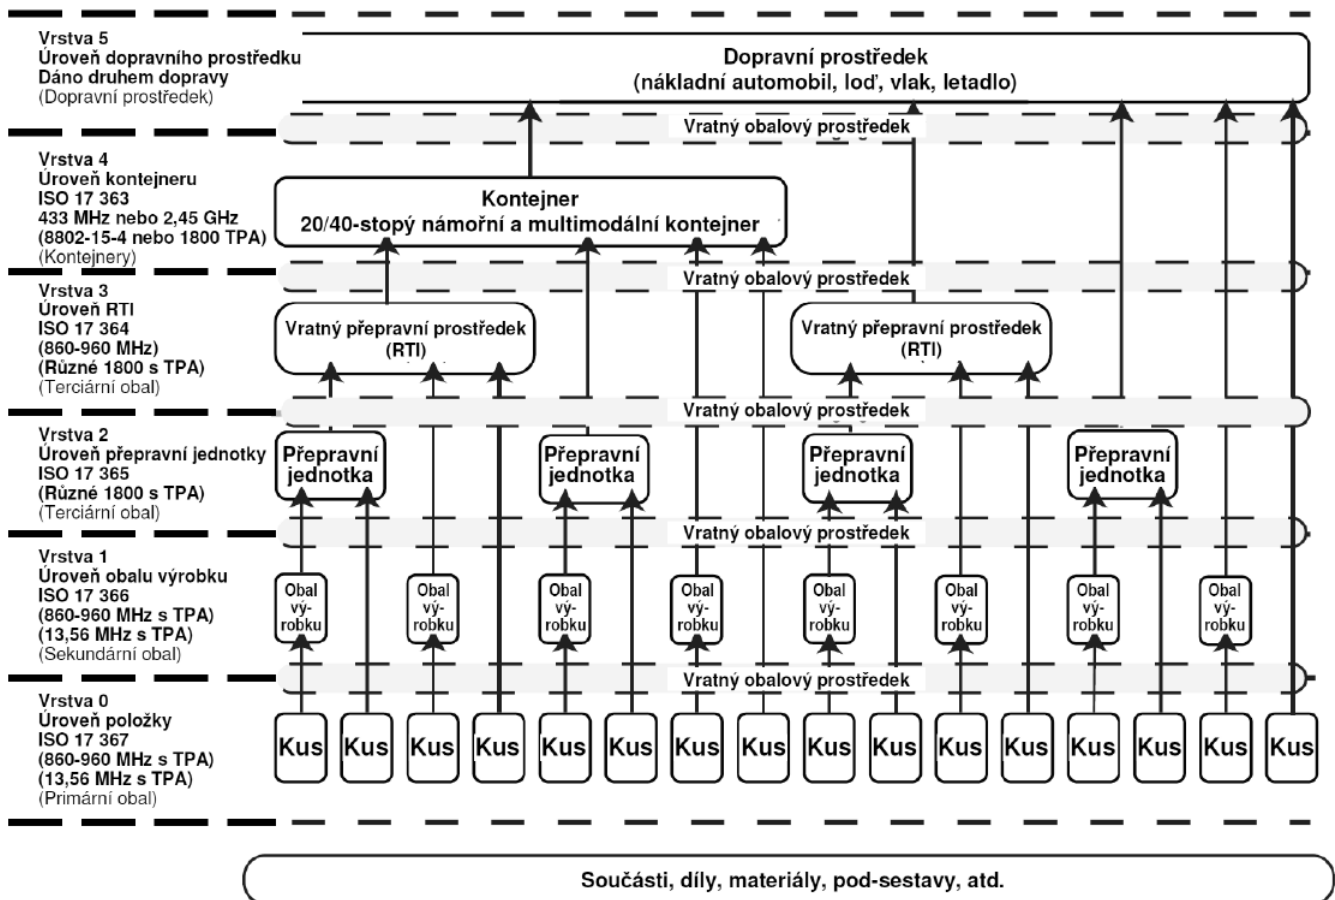 Vrstva 5
Úroveň dopravního prostředku
Dáno druhem dopravy
(Dopravní prostředek)
Dopravní prostředek
(nákladní automobil, loď, vlak, letadlo)
Vratný obalový prostředek
Vrstva 4
Úroveň kontejneru
ISO 17 363
433 MHz nebo 2,45 GHz
(8802-15-4 nebo 1800 TPA)
(Kontejnery)
Kontejner
20/40-stopý námořní a multimodální kontejner
Vratný obalový prostředek
Vrstva 3
Úroveň RTI
ISO 17 364
(860-960 MHz)
(Různé 1800 s TPA)
(Terciární obal)
Vratný přepravní prostředek
(RTI)
Vratný přepravní prostředek
(RTI)
Vratný obalový prostředek
Vrstva 2
Úroveň přepravní jednotky
ISO 17 365
(Různé 1800 s TPA)
(Terciární obal)
Přepravní
jednotka
Přepravní
jednotka
Přepravní
jednotka
Přepravní
jednotka
Vratný obalový prostředek
Vrstva 1
Úroveň obalu výrobku
ISO 17 366
(860-960 MHz s TPA)
(13,56 MHz s TPA)
(Sekundární obal)
Obal
vý-
robku
Obal
vý-
robku
Obal
vý-
robku
Obal
vý-
robku
Obal
vý-
robku
Obal
vý-
robku
Obal
vý-
robku
Obal
vý-
robku
Vratný obalový prostředek
Vrstva 0
Úroveň položky
ISO 17 367
(860-960 MHz s TPA)
(13,56 MHz s TPA)
(Primární obal)
Kus Kus Kus Kus Kus Kus Kus Kus Kus Kus Kus Kus Kus Kus Kus Kus
Součásti, díly, materiály, pod-sestavy, atd.